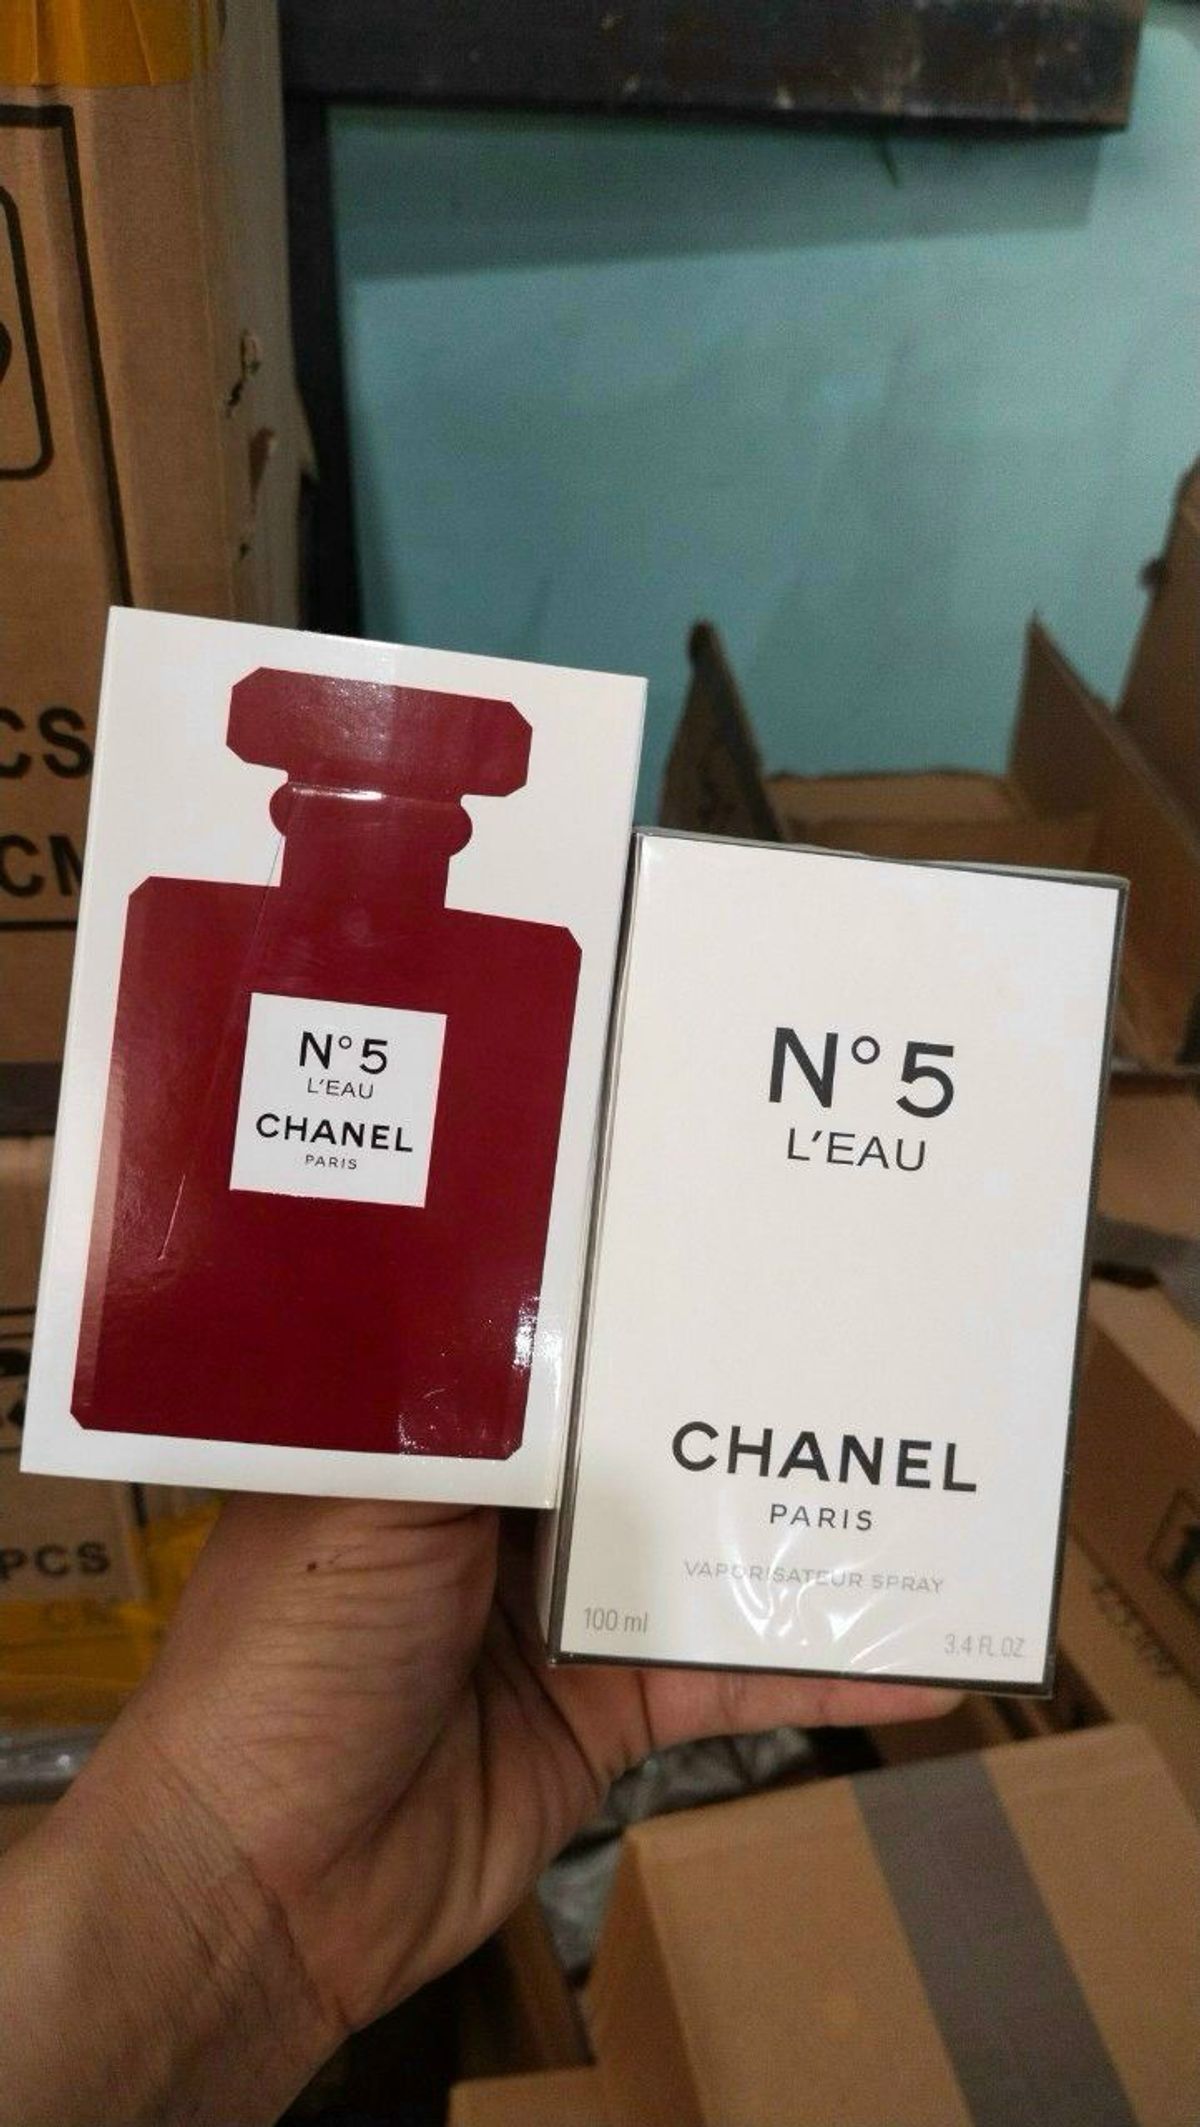 CS
CM
N°5
L'EAU
CHANEL
PARIS
N°5
L'EAU
CHANEL
PARIS
VAPORISATEUR SPRAY
100 ml
3.4 FL.OZ
PCS